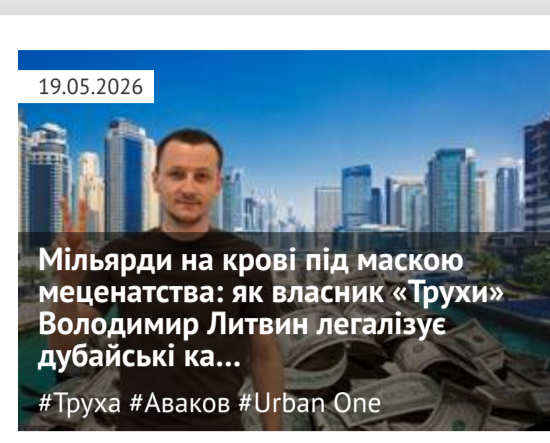 19.05.2026
Мільярди на крові під маскою
меценатства: як власник «Трухи»
Володимир Литвин легалізує
дубайські ка...
#Труха #Аваков #Urban One